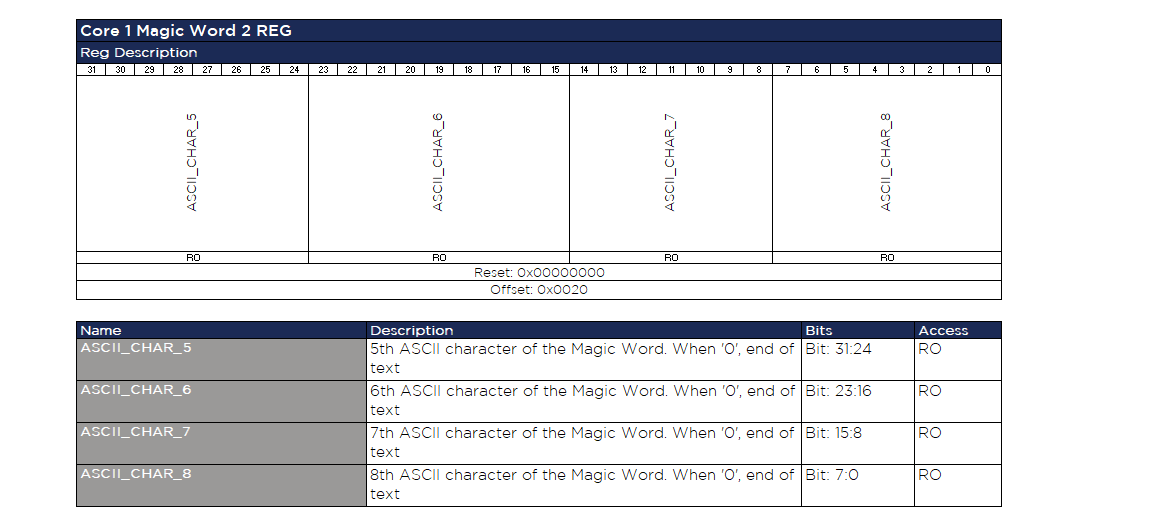 Core 1 Magic Word 2 REG
Reg Description
31 30 29 28 27 26 25 24 23 22 21 20 19 18 17 16 15 14 13 12 11 10 9 8 7 6 5 4 3 2 1 0
ASCII_CHAR_5 ASCII_CHAR_6 ASCII_CHAR_7 ASCII_CHAR_8
RO RO RO RO
Reset: 0x00000000
Offset: 0x0020
Name Description Bits Access
ASCII_CHAR_5 5th ASCII character of the Magic Word. When '0', end of Bit: 31:24 RO
text
ASCII_CHAR_6 6th ASCII character of the Magic Word. When '0', end of Bit: 23:16 RO
text
ASCII_CHAR_7 7th ASCII character of the Magic Word. When '0', end of Bit: 15:8 RO
text
ASCII_CHAR_8 8th ASCII character of the Magic Word. When '0', end of Bit: 7:0 RO
text